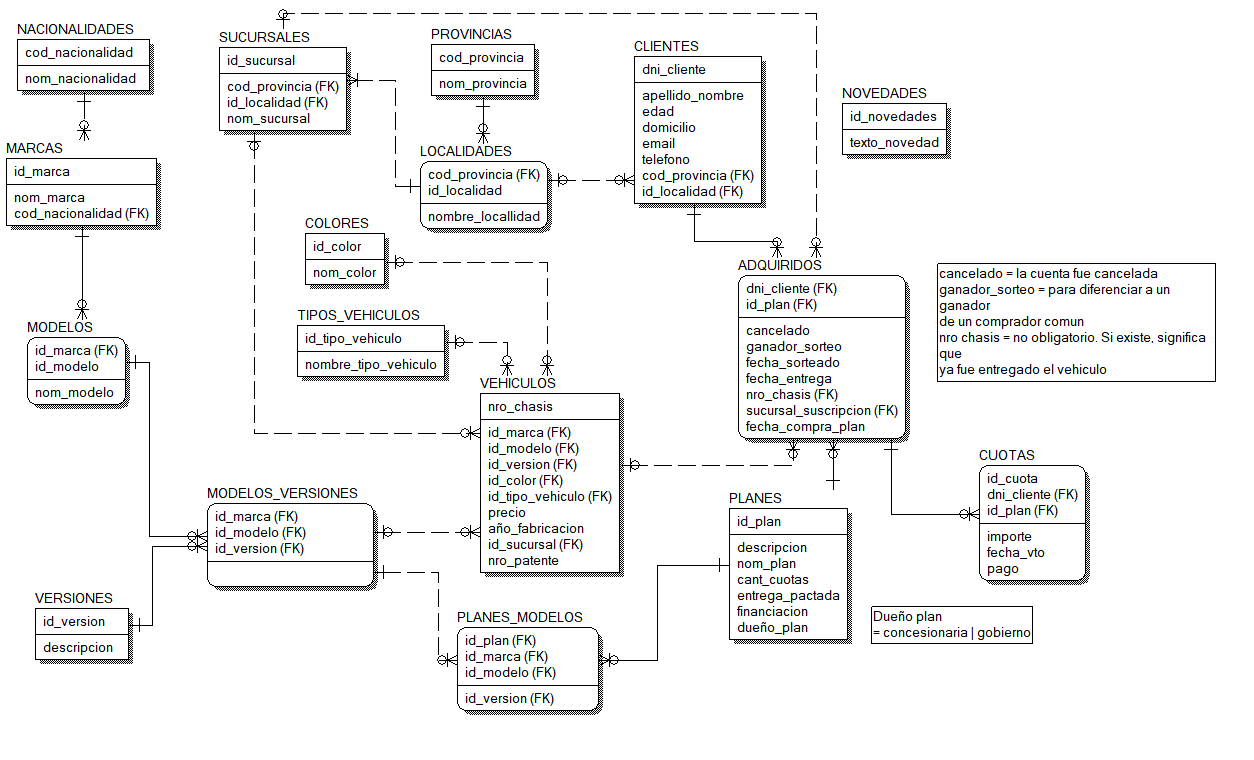 NACIONALIDADES
cod_nacionalidad
nom_nacionalidad
SUCURSALES
id_sucursal
cod_provincia (FK)
id_localidad (FK)
nom_sucursal
PROVINCIAS
cod_provincia
nom_provincia
CLIENTES
dni_cliente
apellido_nombre
edad
domicilio
email
telefono
cod_provincia (FK)
id_localidad (FK)
NOVEDADES
id_novedades
texto_novedad
MARCAS
id_marca
nom_marca
cod_nacionalidad (FK)
LOCALIDADES
cod_provincia (FK)
id_localidad
nombre_locallidad
COLORES
id_color
nom_color
ADQUIRIDOS
dni_cliente (FK)
id_plan (FK)
cancelado
ganador_sorteo
fecha_sorteado
fecha_entrega
nro_chasis (FK)
sucursal_suscripcion (FK)
fecha_compra_plan
cancelado = la cuenta fue cancelada
ganador_sorteo = para diferenciar a un
ganador
de un comprador comun
nro chasis = no obligatorio. Si existe, significa
que
ya fue entregado el vehiculo
MODELOS
id_marca (FK)
id_modelo
nom_modelo
TIPOS_VEHICULOS
id_tipo_vehiculo
nombre_tipo_vehiculo
VEHICULOS
nro_chasis
id_marca (FK)
id_modelo (FK)
id_version (FK)
id_color (FK)
id_tipo_vehiculo (FK)
precio
año_fabricacion
id_sucursal (FK)
nro_patente
CUOTAS
id_cuota
dni_cliente (FK)
id_plan (FK)
importe
fecha_vto
pago
MODELOS_VERSIONES
id_marca (FK)
id_modelo (FK)
id_version (FK)
PLANES
id_plan
descripcion
nom_plan
cant_cuotas
entrega_pactada
financiacion
dueño_plan
VERSIONES
id_version
descripcion
PLANES_MODELOS
id_plan (FK)
id_marca (FK)
id_modelo (FK)
id_version (FK)
Dueño plan
= concesionaria | gobierno